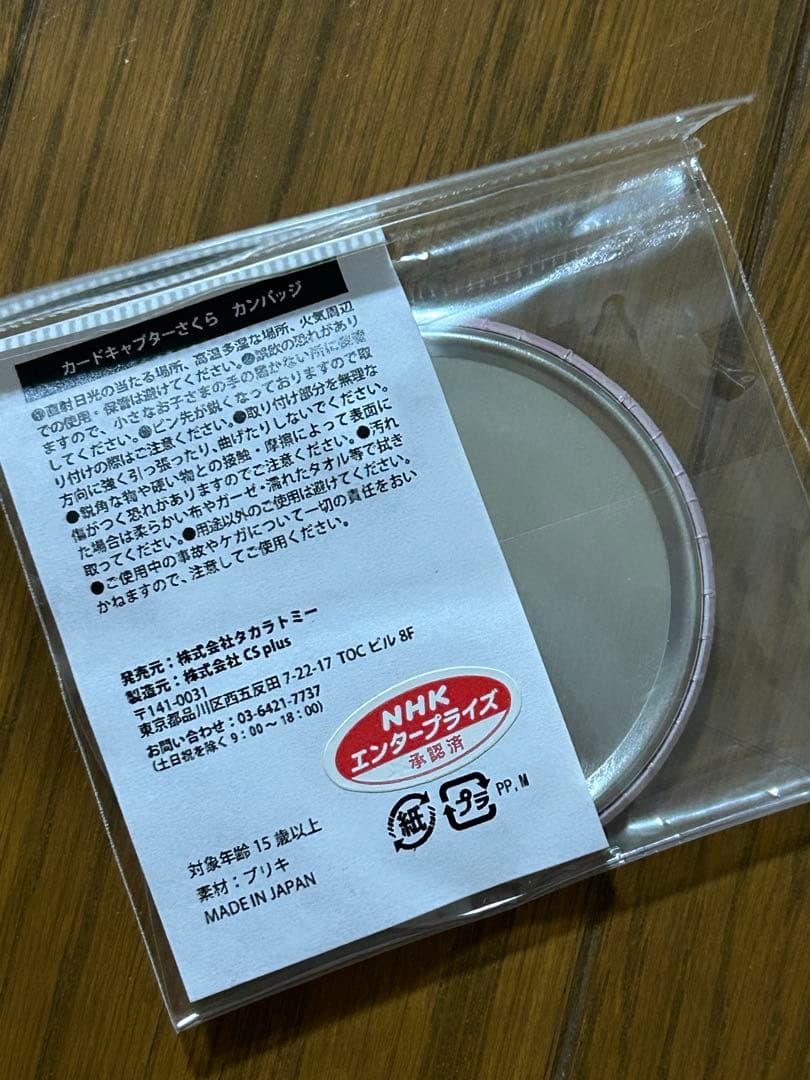 カードキャプターさくら カンバッジ
●直射日光の当たる場所、高温多湿な場所、火気周辺
での使用・保管は避けてください。●誤飲の恐れがあり
ますので、小さなお子さまの手の届かない所に保管
してください。●ピン先が鋭くなっておりますので取
り付けの際はご注意ください。●取り付け部分を無理な
方向に強く引っ張ったり、曲げたりしないでください。
●鋭角な物や硬い物との接触・摩擦によって表面に
傷がつく恐れがありますのでご注意ください。●汚れ
た場合は柔らかい布やガーゼ・濡れたタオル等で拭き
取ってください。●用途以外のご使用は避けてください。
●ご使用中の事故やケガについて一切の責任をおい
かねますので、注意してご使用ください。
発売元：株式会社タカラトミー
製造元：株式会社 CS plus
〒141-0031
東京都品川区西五反田 7-22-17 TOC ビル 8F
お問い合わせ：03-6421-7737
(土日祝を除く 9：00～18：00)
NHK
エンタープライズ
承認済
紙
プラ
PP, M
対象年齢 15 歳以上
素材：ブリキ
MADE IN JAPAN